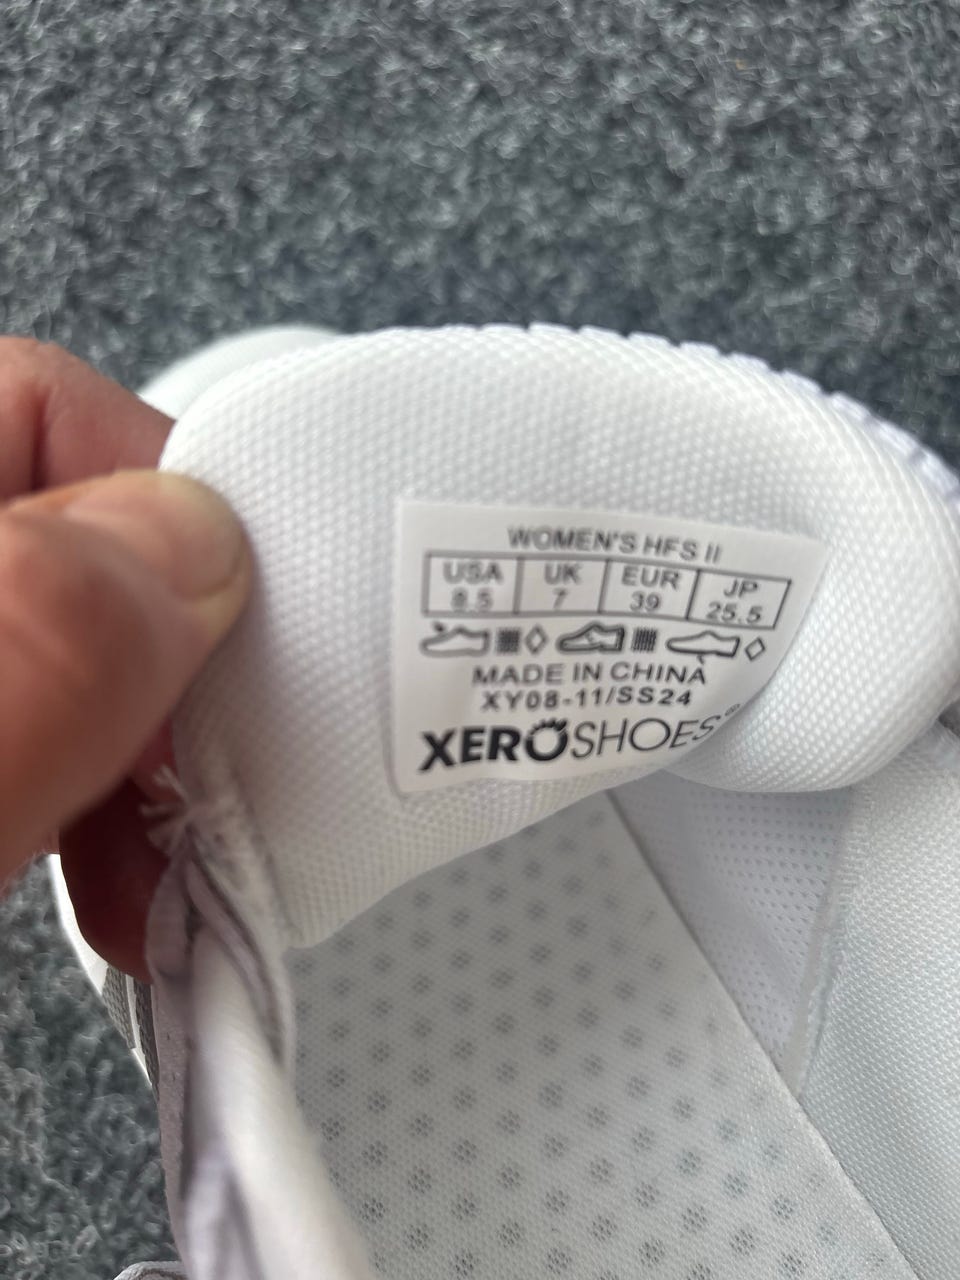 WOMEN'S HFS II
USA UK EUR JP
8.5 7 39 25.5
MADE IN CHINA
XY08-11/SS24
XEROSHOES®